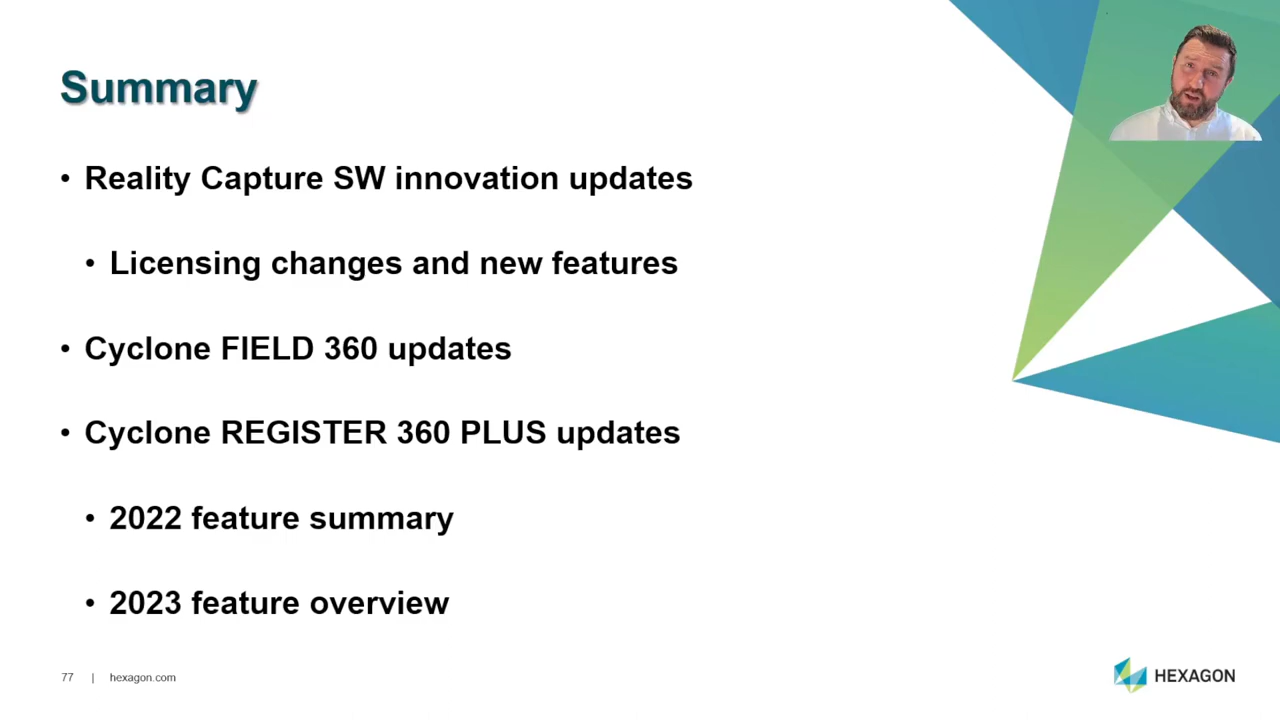 Summary
• Reality Capture SW innovation updates
• Licensing changes and new features
• Cyclone FIELD 360 updates
• Cyclone REGISTER 360 PLUS updates
• 2022 feature summary
• 2023 feature overview
77 | hexagon.com
HEXAGON